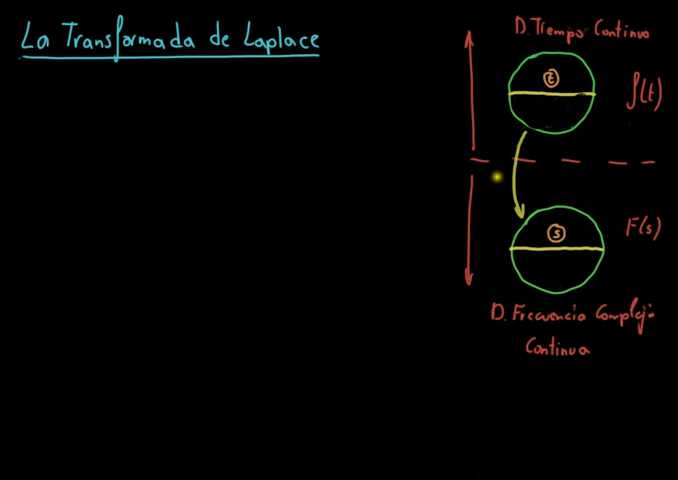 La Transformada de Laplace
D. Tiempo Continuo
t
f(t)
s
F(s)
D. Frecuencia Compleja
Continua